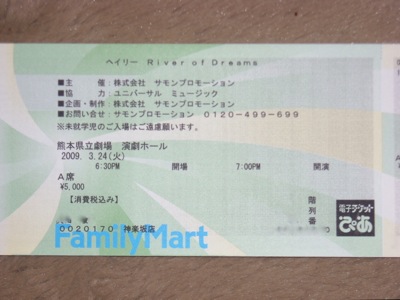 ヘイリー River of Dreams
■主 催:株式会社 サモンプロモーション
■協 力:ユニバーサル ミュージック
■企画・制作:株式会社 サモンプロモーション
■お問い合せ:サモンプロモーション 0120-499-699
※未就学児のご入場はご遠慮願います。
熊本県立劇場 演劇ホール
2009. 3.24(火)
6:30PM 開場 7:00PM 開演
A席
¥5,000
【消費税込み】
階
列
番
電子チケット
ぴあ
FamilyMart
0020170 神楽坂店